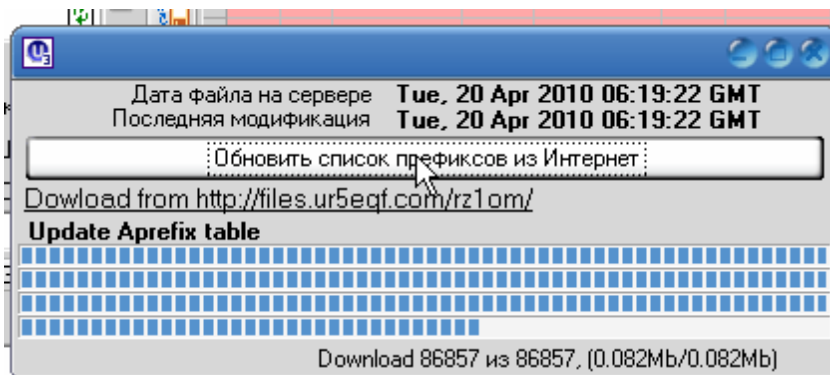 Дата файла на сервере Tue, 20 Apr 2010 06:19:22 GMT
Последняя модификация Tue, 20 Apr 2010 06:19:22 GMT
Обновить список префиксов из Интернет
Dowload from http://files.ur5eqf.com/rz1om/
Update Aprefix table
Download 86857 из 86857, (0.082Mb/0.082Mb)